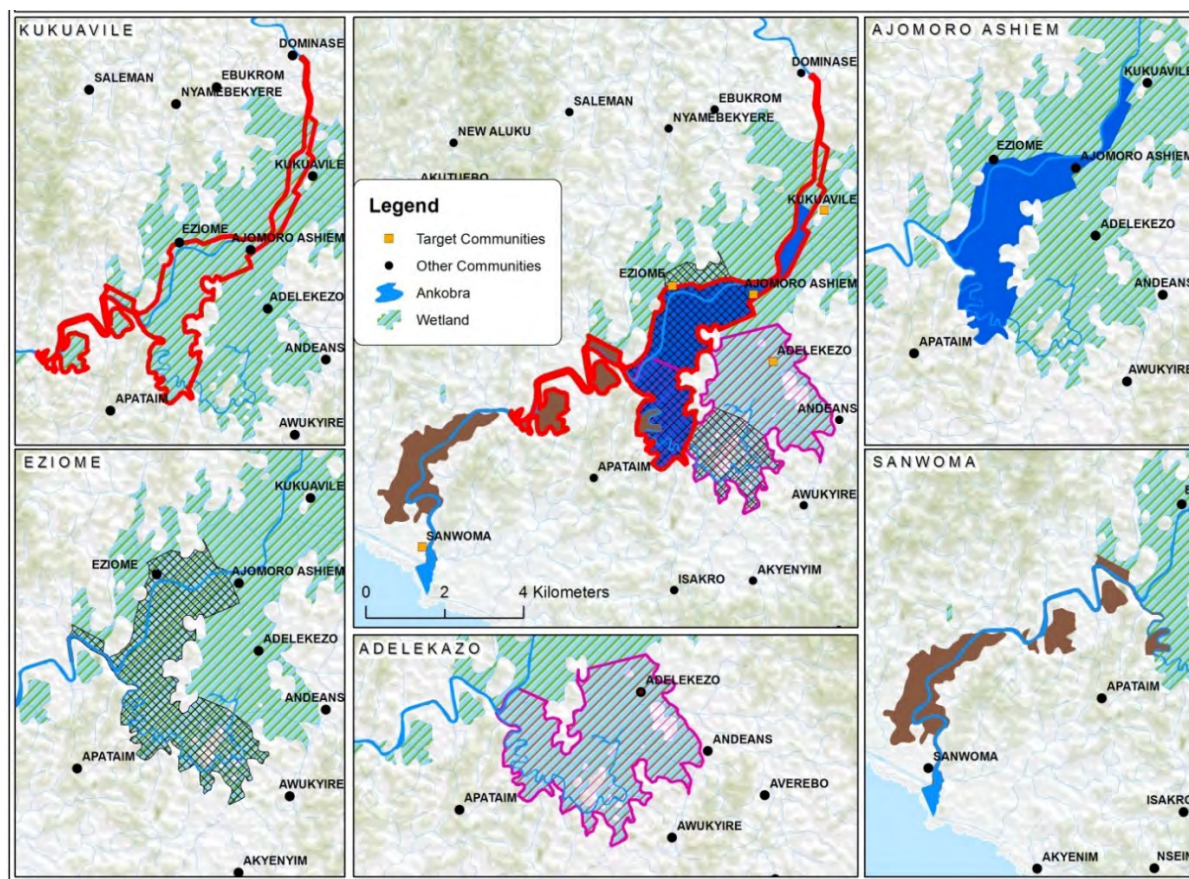 KUKUAVILE
DOMINASE
SALEMAN
EBUKROM
NYAMEBEKYERE
KUKUAVILE
EZIOME
AJOMORO ASHIEM
ADELEKEZO
ANDEANS
APATAIM
AWUKYIRE
DOMINASE
SALEMAN
EBUKROM
NYAMEBEKYERE
NEW ALUKU
AKUTUEBO
KUKUAVILE
Legend
Target Communities
Other Communities
Ankobra
Wetland
EZIOME
AJOMORO ASHIEM
ADELEKEZO
ANDEANS
APATAIM
AWUKYIRE
SANWOMA
AKYENYIM
ISAKRO
0 2 4 Kilometers
AJOMORO ASHIEM
KUKUAVILE
EZIOME
AJOMORO ASHIEM
ADELEKEZO
ANDEANS
APATAIM
AWUKYIRE
EZIOME
KUKUAVILE
EZIOME
AJOMORO ASHIEM
ADELEKEZO
ANDEANS
APATAIM
AWUKYIRE
AKYENYIM
ADELEKAZO
ADELEKEZO
ANDEANS
AVEREBO
APATAIM
AWUKYIRE
SANWOMA
E
APATAIM
SANWOMA
ISAKRO
AKYENIM
NSEIN